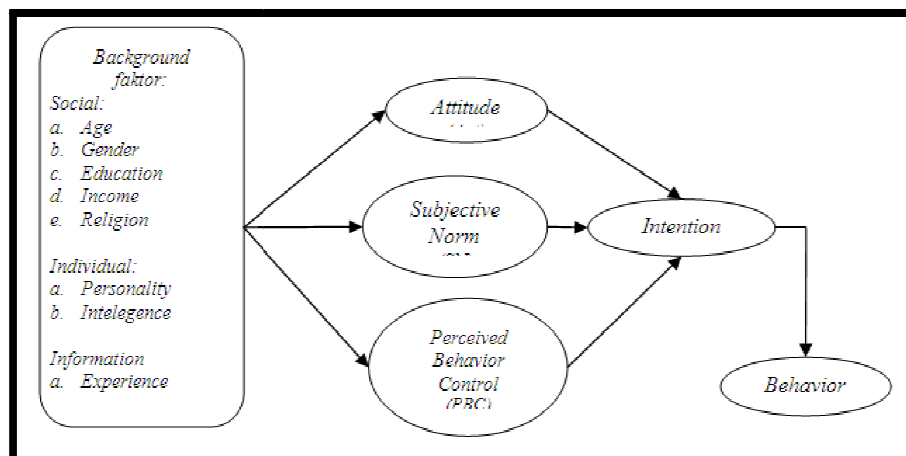 Background
faktor:
Social:
a. Age
b. Gender
c. Education
d. Income
e. Religion
Individual:
a. Personality
b. Intelegence
Information
a. Experience
Attitude
Subjective
Norm
Perceived
Behavior
Control
(PBC)
Intention
Behavior